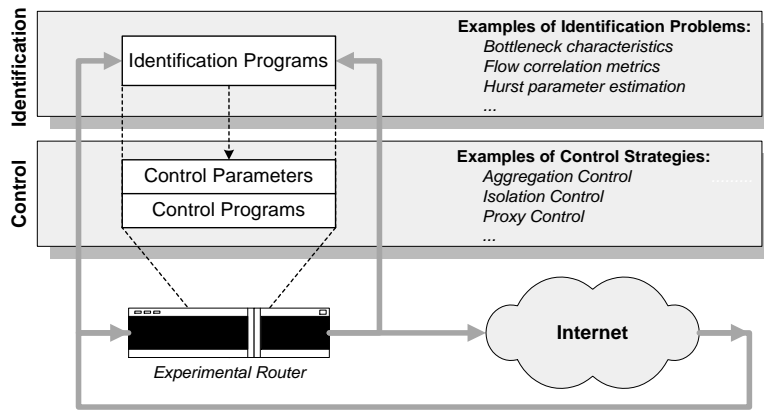 Identification
Identification Programs
Examples of Identification Problems:
Bottleneck characteristics
Flow correlation metrics
Hurst parameter estimation
...
Control
Control Parameters
Control Programs
Examples of Control Strategies:
Aggregation Control
Isolation Control
Proxy Control
...
Experimental Router
Internet